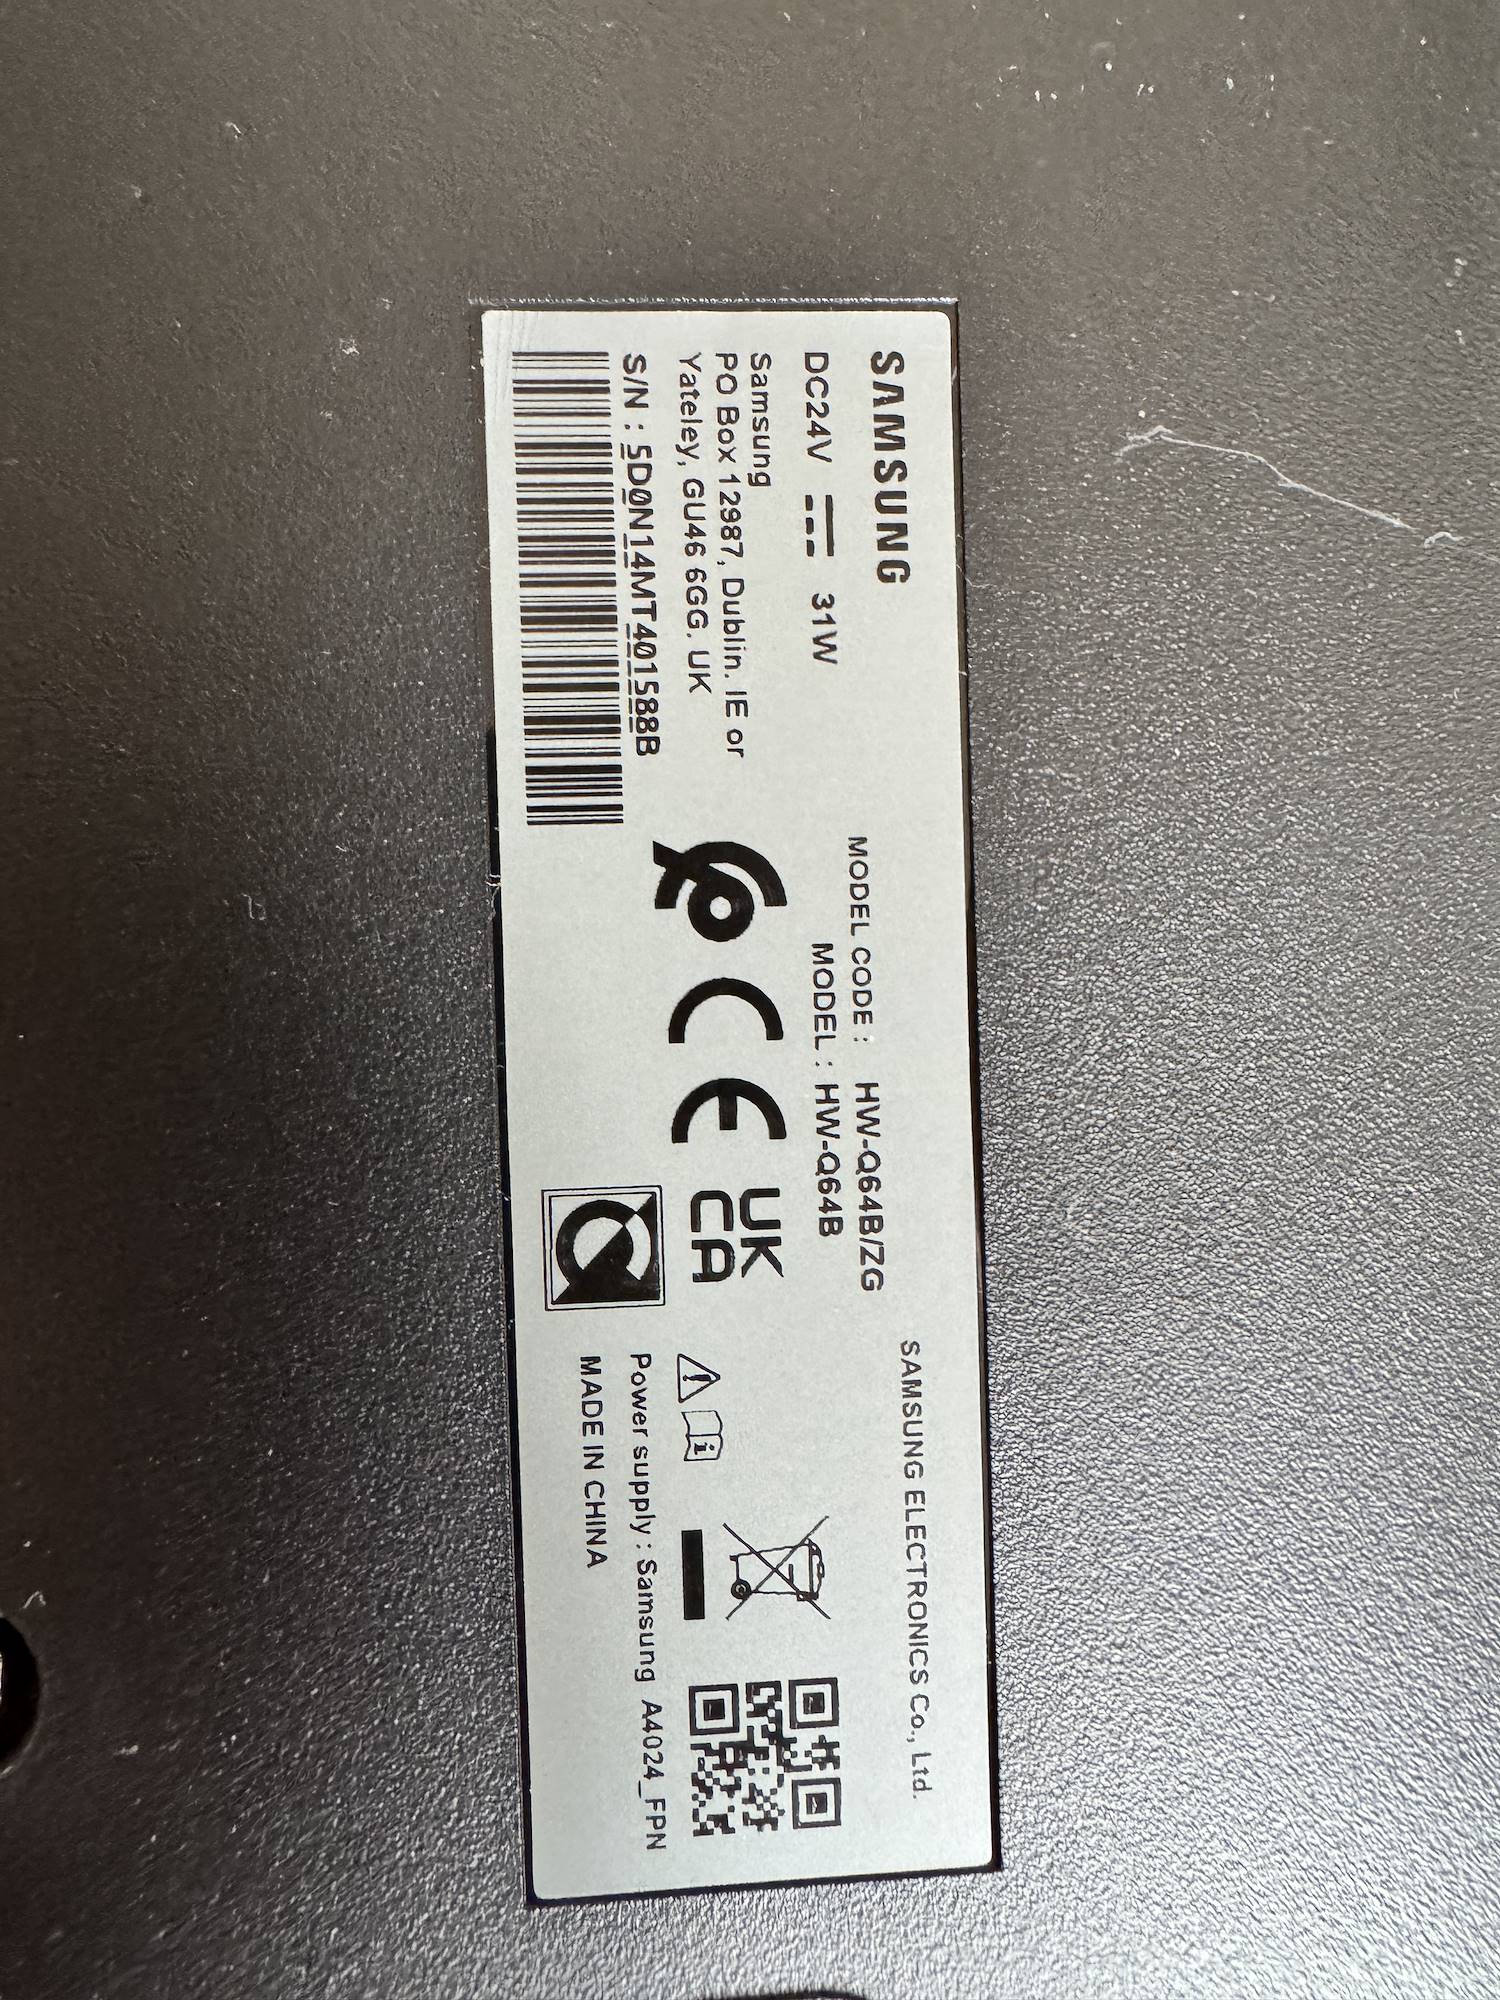 SAMSUNG
DC24V 31W
Samsung
PO Box 12987, Dublin. IE or
Yateley, GU46 6GG. UK
S/N : 5D0N14MT401588B
MODEL CODE : HW-Q64B/ZG
MODEL : HW-Q64B
CE
UK
CA
SAMSUNG ELECTRONICS Co., Ltd.
Power supply : Samsung A4024_FPN
MADE IN CHINA